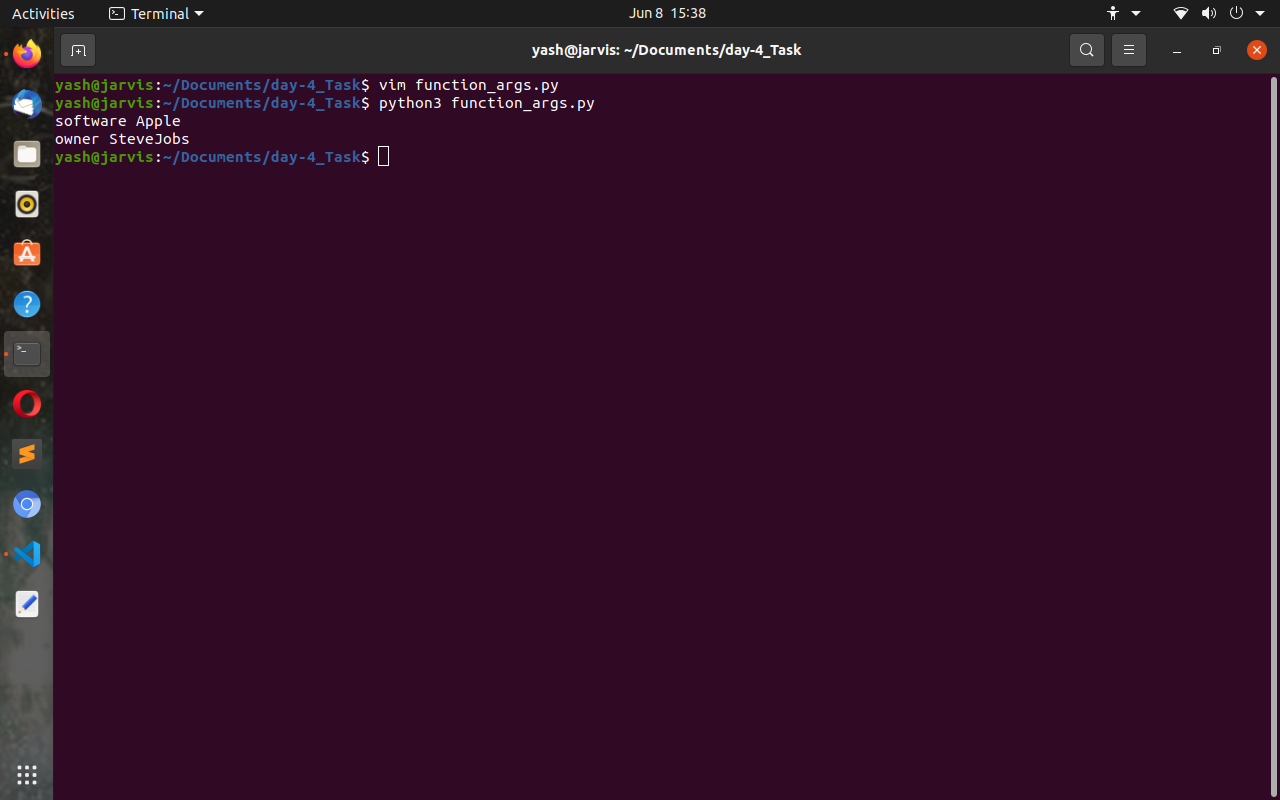 Activities Terminal Jun 8 15:38
yash@jarvis: ~/Documents/day-4_Task
yash@jarvis:~/Documents/day-4_Task$ vim function_args.py
yash@jarvis:~/Documents/day-4_Task$ python3 function_args.py
software Apple
owner SteveJobs
yash@jarvis:~/Documents/day-4_Task$